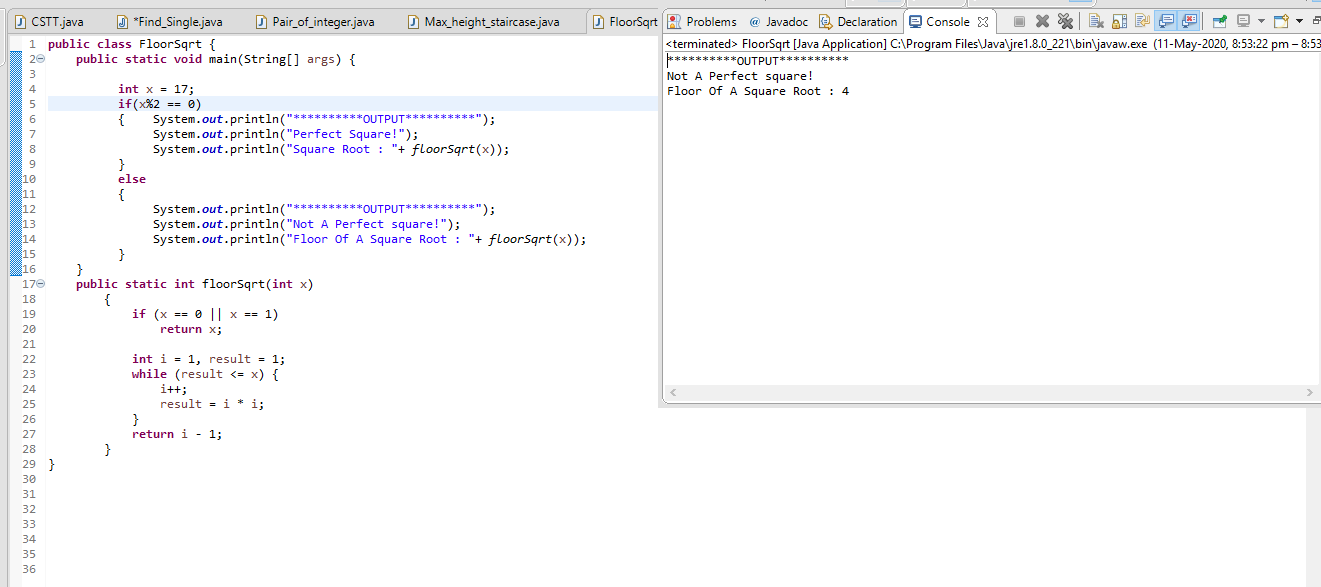 CSTT.java
*Find_Single.java
Pair_of_integer.java
Max_height_staircase.java
FloorSqrt
Problems
@ Javadoc
Declaration
Console
<terminated> FloorSqrt [Java Application] C:\Program Files\Java\jre1.8.0_221\bin\javaw.exe (11-May-2020, 8:53:22 pm – 8:53
1 public class FloorSqrt {
2 public static void main(String[] args) {
3
4 int x = 17;
5 if(x%2 == 0)
6 { System.out.println("**********OUTPUT**********");
7 System.out.println("Perfect Square!");
8 System.out.println("Square Root : "+ floorSqrt(x));
9 }
10 else
11 {
12 System.out.println("**********OUTPUT**********");
13 System.out.println("Not A Perfect square!");
14 System.out.println("Floor Of A Square Root : "+ floorSqrt(x));
15 }
16 }
17 public static int floorSqrt(int x)
18 {
19 if (x == 0 || x == 1)
20 return x;
21
22 int i = 1, result = 1;
23 while (result <= x) {
24 i++;
25 result = i * i;
26 }
27 return i - 1;
28 }
29 }
30
31
32
33
34
35
36
**********OUTPUT**********
Not A Perfect square!
Floor Of A Square Root : 4